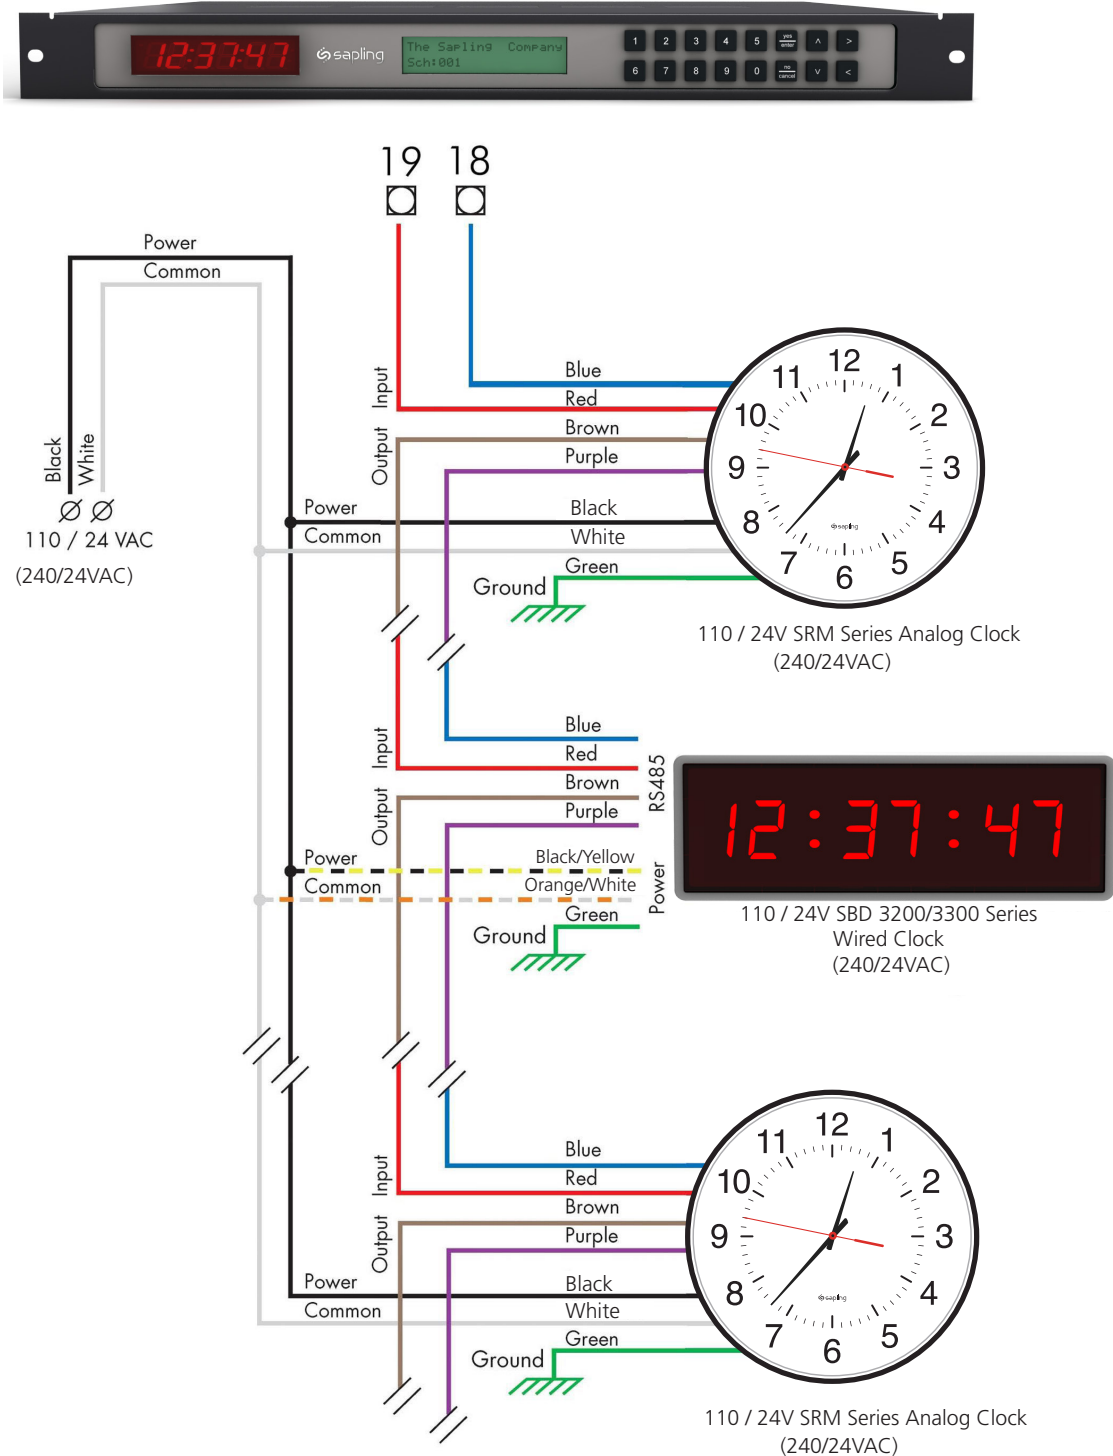 12:37:47
sapling
The Sapling Company
Sch:001
1 2 3 4 5 yes enter ^ >
6 7 8 9 0 no cancel v <
19 18
Power
Common
Black
White
110 / 24 VAC
(240/24VAC)
Input
Output
Blue
Red
Brown
Purple
Power
Black
Common
White
Green
Ground
12
1
2
3
4
5
6
7
8
9
10
11
sapling
110 / 24V SRM Series Analog Clock
(240/24VAC)
Input
Output
Blue
Red
Brown
Purple
RS485
Power
Black/Yellow
Common
Orange/White
Green
Ground
Power
12:37:47
110 / 24V SBD 3200/3300 Series
Wired Clock
(240/24VAC)
Input
Output
Blue
Red
Brown
Purple
Power
Black
Common
White
Green
Ground
12
1
2
3
4
5
6
7
8
9
10
11
sapling
110 / 24V SRM Series Analog Clock
(240/24VAC)